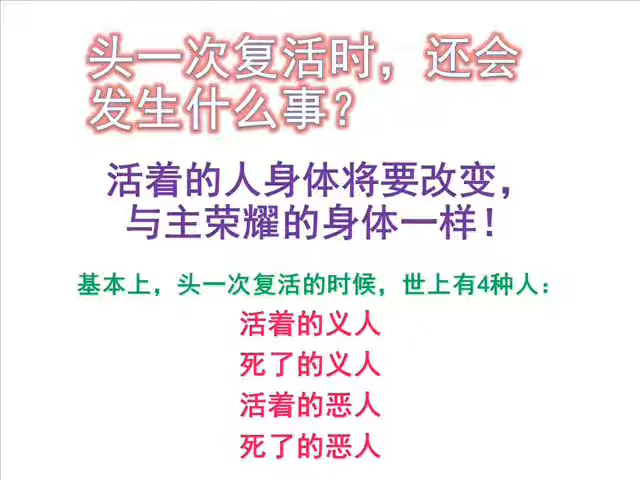 头一次复活时，还会
发生什么事？
活着的人身体将要改变，
与主荣耀的身体一样！
基本上，头一次复活的时候，世上有4种人：
活着的义人
死了的义人
活着的恶人
死了的恶人